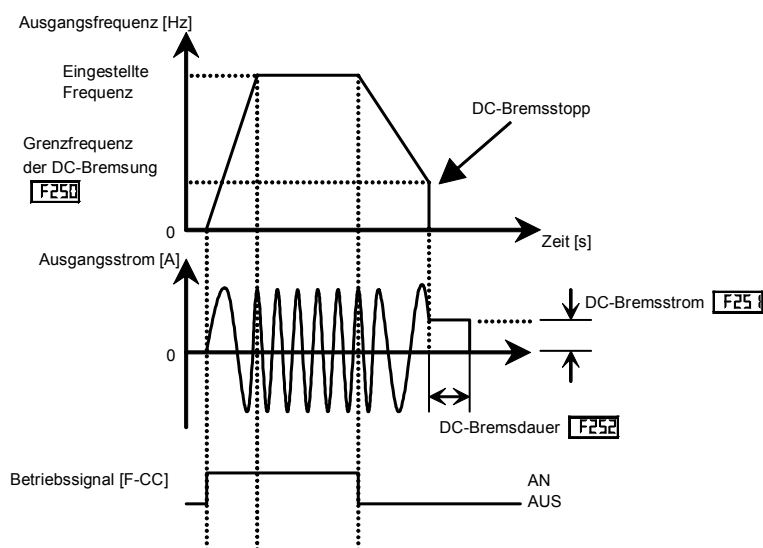 Ausgangsfrequenz [Hz]
Eingestellte
Frequenz
DC-Bremsstopp
Grenzfrequenz
der DC-Bremsung
F250
0
Zeit [s]
Ausgangsstrom [A]
DC-Bremsstrom F251
0
DC-Bremsdauer F252
Betriebssignal [F-CC]
AN
AUS